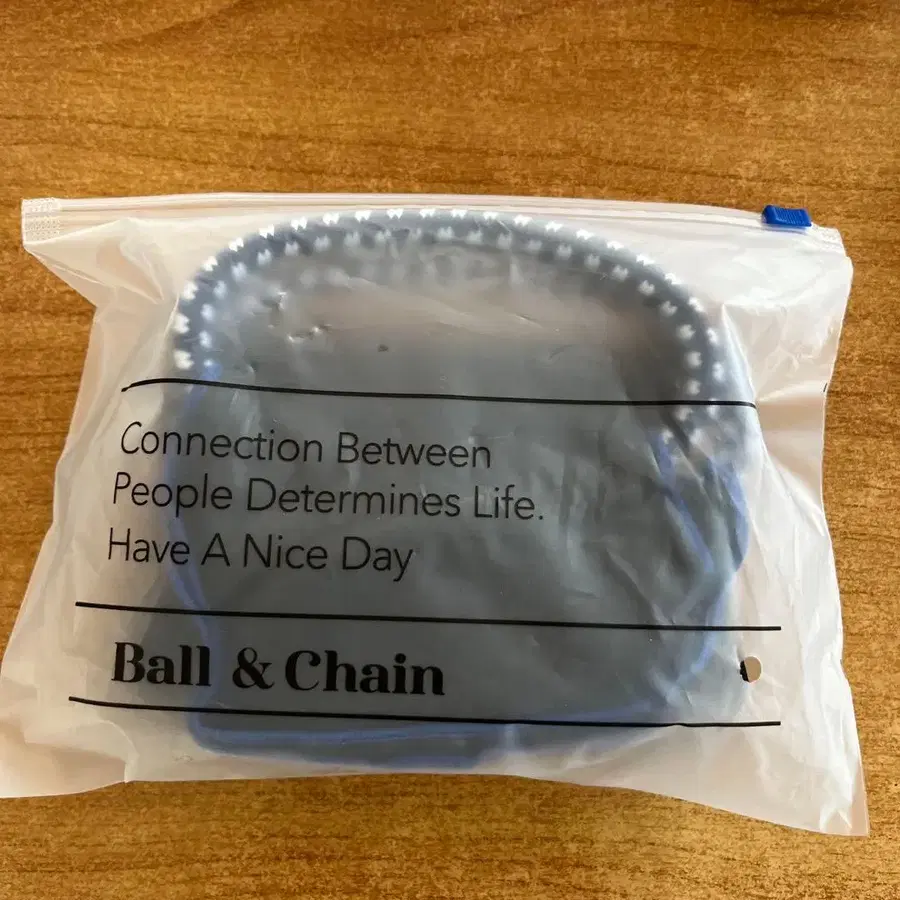 Connection Between
People Determines Life.
Have A Nice Day
Ball & Chain